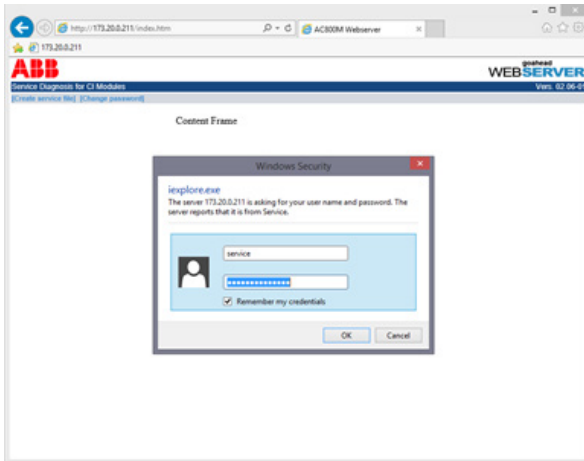 http://173.20.0.211/index.htm
AC800M Webserver
173.20.0.211
ABB
goahead
WEBSERVER
Service Diagnosis for CI Modules
Vers. 02.06-01
[Create service file] [Change password]
Content Frame
Windows Security
iexplore.exe
The server 173.20.0.211 is asking for your user name and password. The
server reports that it is from Service.
service
Remember my credentials
OK
Cancel